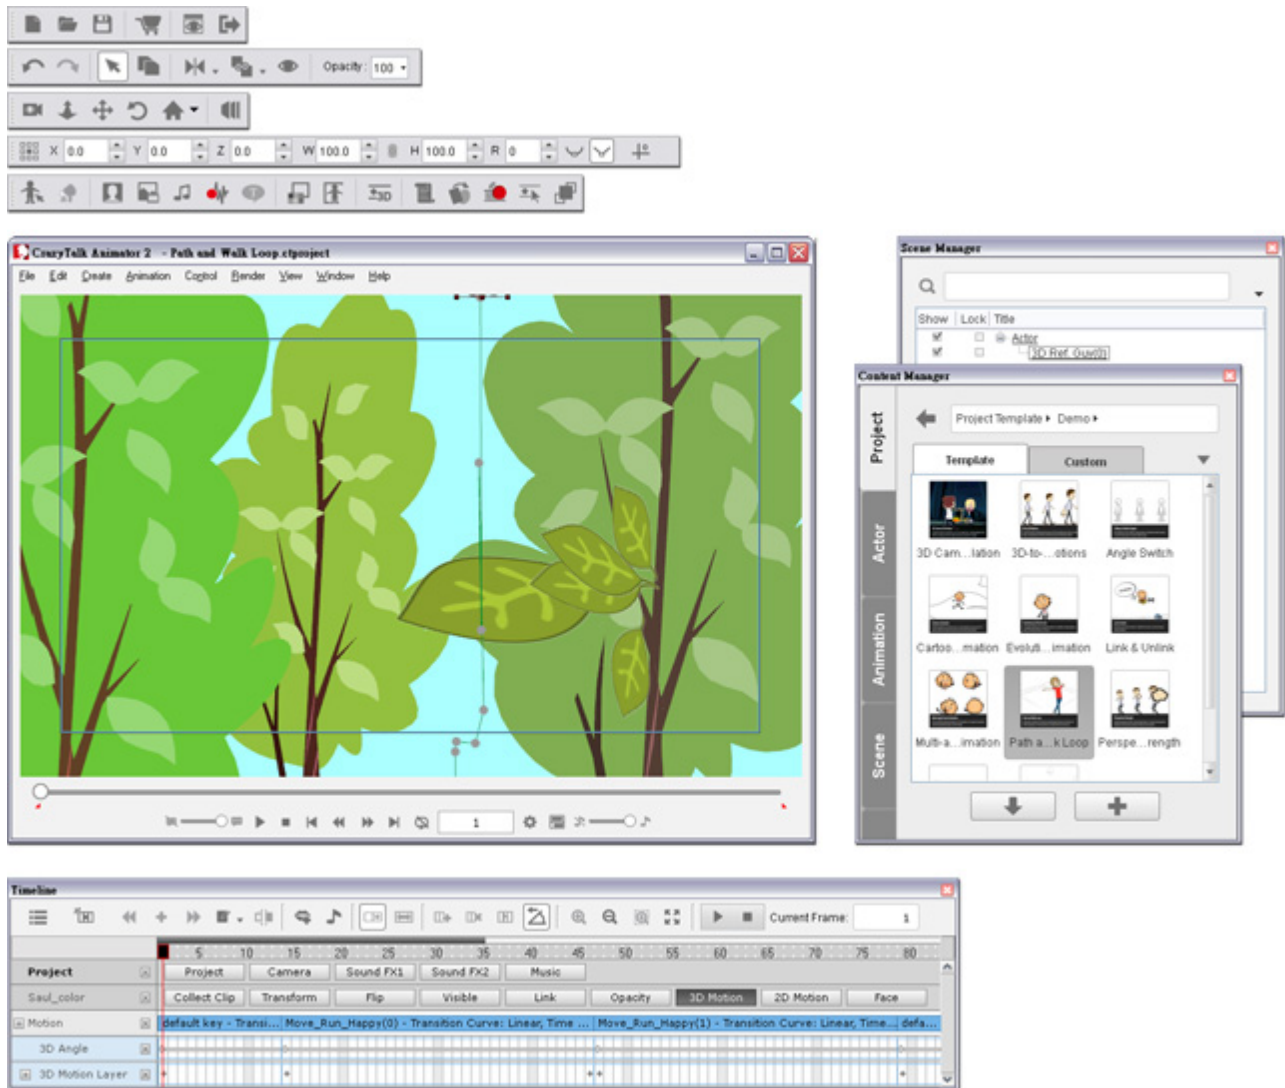 Opacity: 100
X 0.0 Y 0.0 Z 0.0 W 100.0 H 100.0 R 0
3D
CrazyTalk Animator 2 - Path and Walk Loop.ctproject
File Edit Create Animation Control Render View Window Help
1
Scene Manager
Show Lock Title
Actor
3D Ref. Guy(0)
Content Manager
Project
Actor
Animation
Scene
Project Template Demo
Template Custom
3D Cam...lation 3D-to-...otions Angle Switch
Cartoo...mation Evoluti...imation Link & Unlink
Multi-a...imation Path a...k Loop Perspe...rength
Timeline
Current Frame: 1
5 10 15 20 25 30 35 40 45 50 55 60 65 70 75 80
Project Project Camera Sound FX1 Sound FX2 Music
Saul_color Collect Clip Transform Flip Visible Link Opacity 3D Motion 2D Motion Face
Motion default key - Transi... Move_Run_Happy(0) - Transition Curve: Linear, Time ... Move_Run_Happy(1) - Transition Curve: Linear, Time... defa...
3D Angle
3D Motion Layer